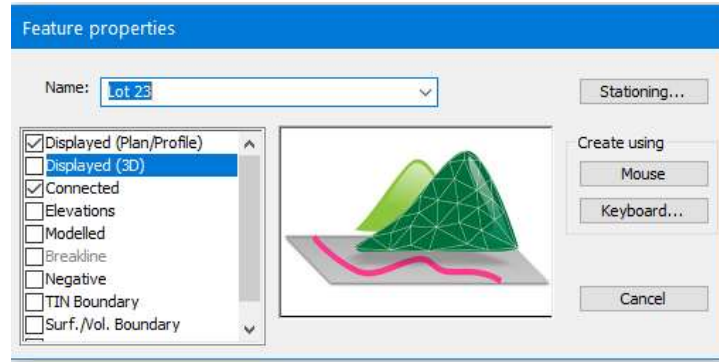 Feature properties
Name: Lot 23
Stationing...
Displayed (Plan/Profile)
Displayed (3D)
Connected
Elevations
Modelled
Breakline
Negative
TIN Boundary
Surf./Vol. Boundary
Create using
Mouse
Keyboard...
Cancel